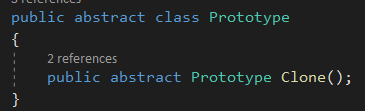 3 references
public abstract class Prototype
{
2 references
public abstract Prototype Clone();
}